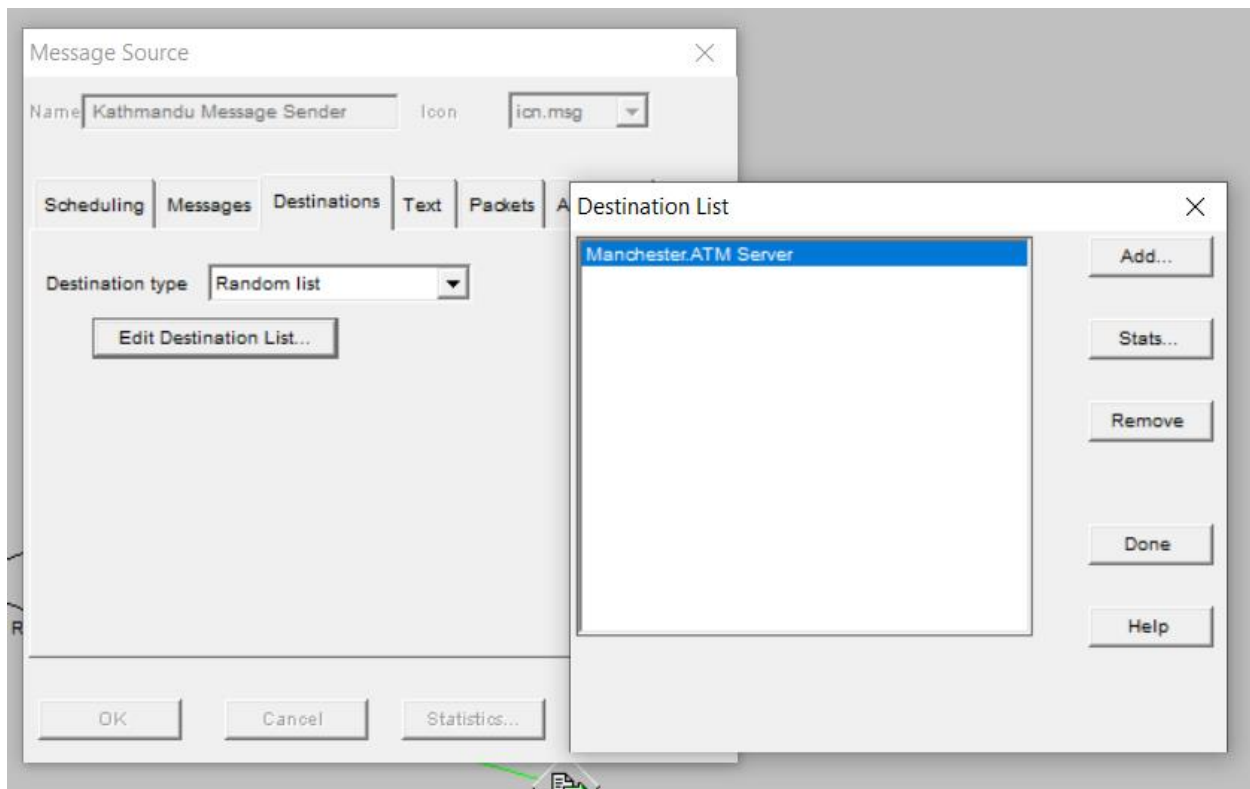 Message Source
Name Kathmandu Message Sender Icon icn.msg
Scheduling Messages Destinations Text Packets A
Destination type Random list
Edit Destination List...
OK Cancel Statistics...
Destination List
Manchester.ATM Server
Add...
Stats...
Remove
Done
Help
R